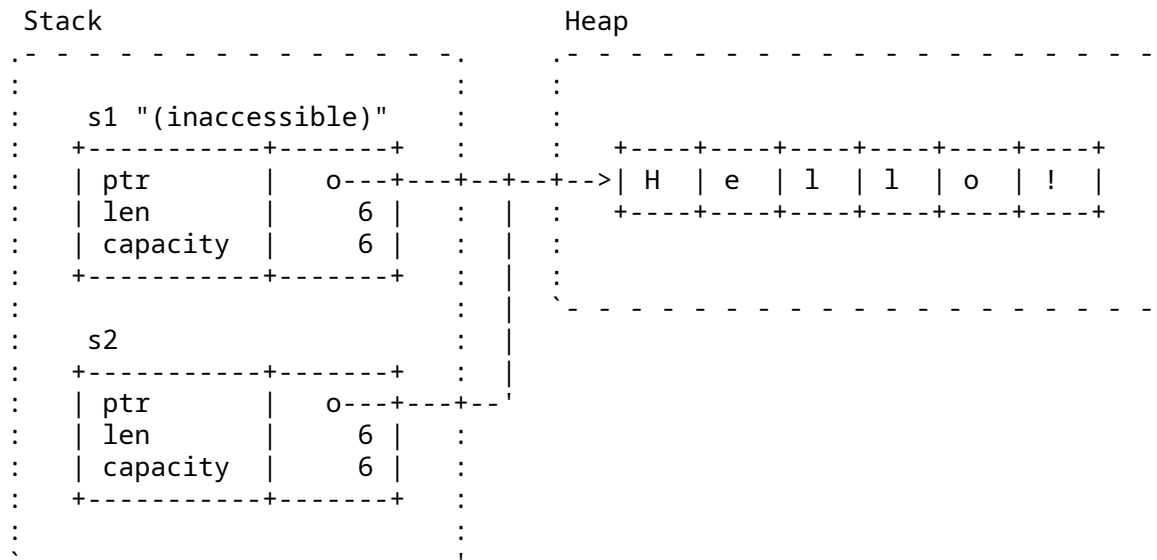 Stack
Heap
s1 "(inaccessible)"
ptr o
H e l l o !
len 6
capacity 6
s2
ptr o
len 6
capacity 6